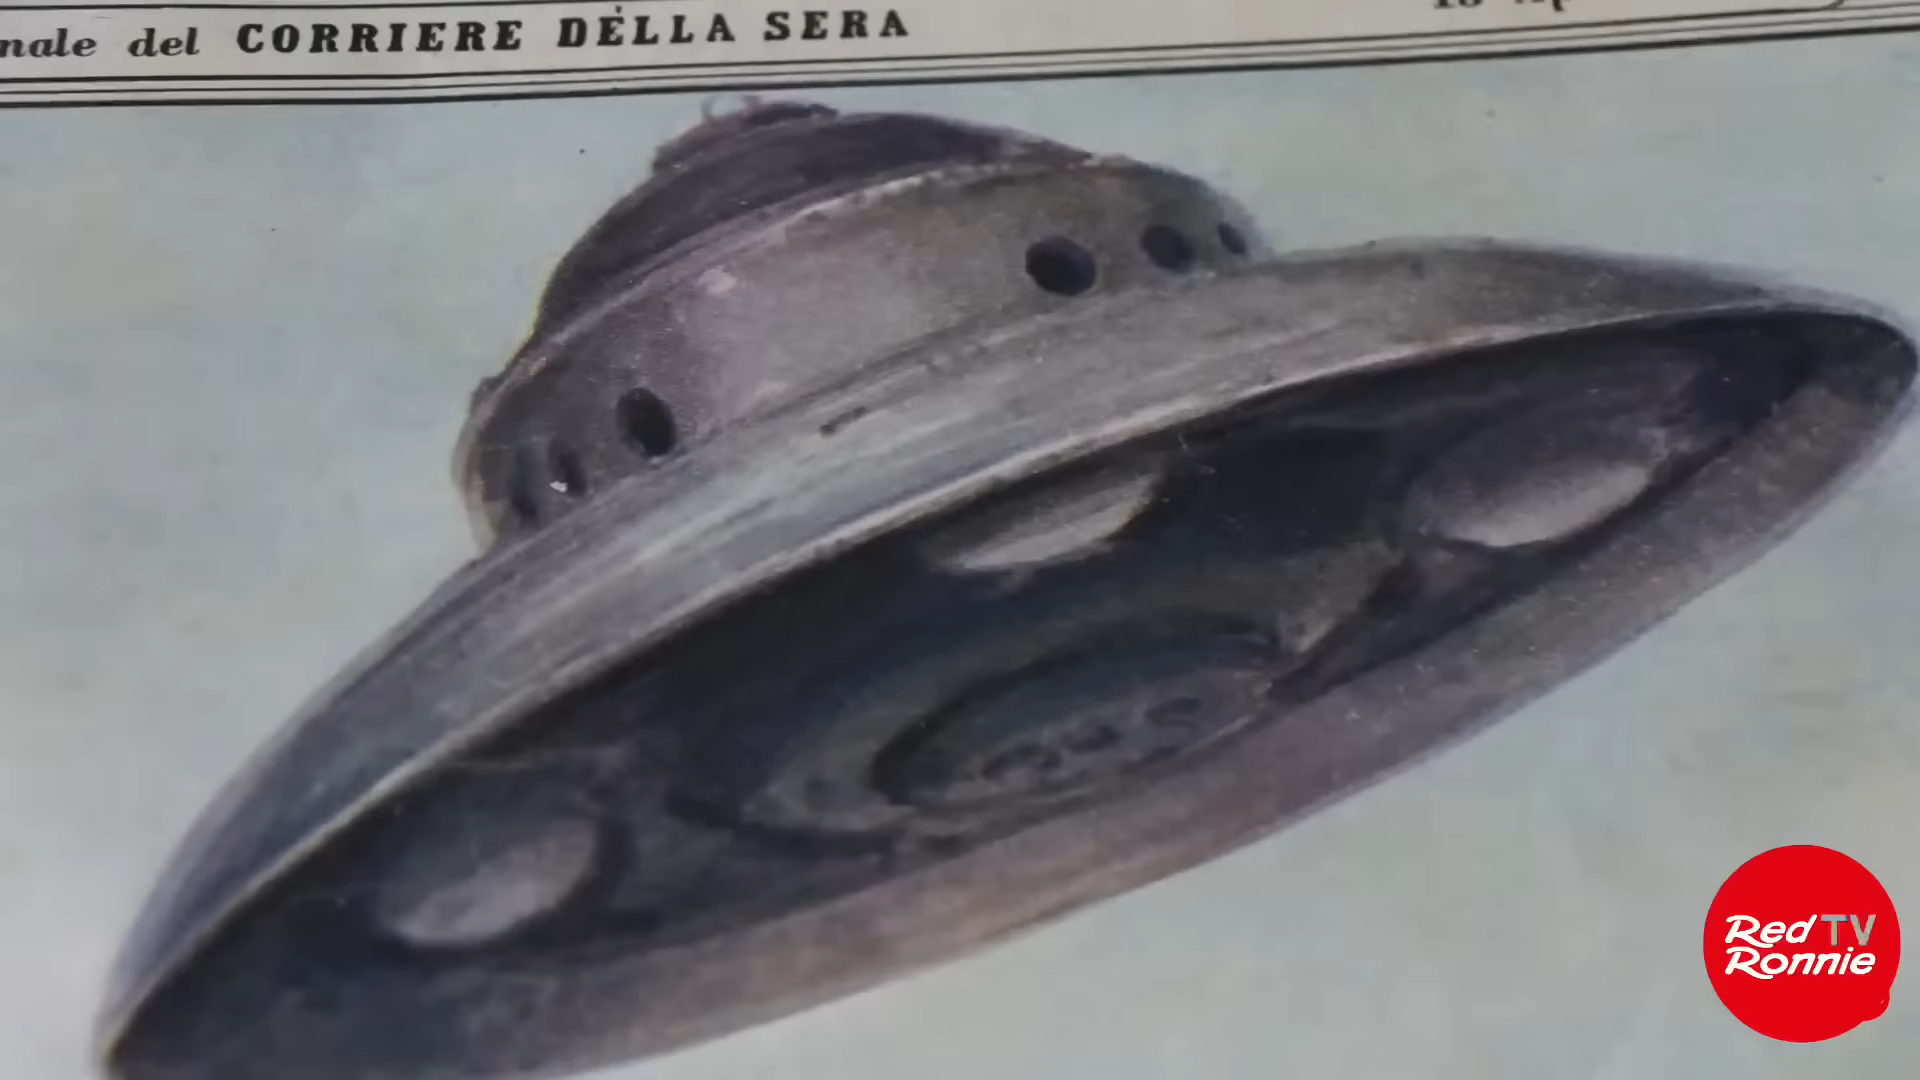 nale del CORRIERE DELLA SERA
Red TV
Ronnie